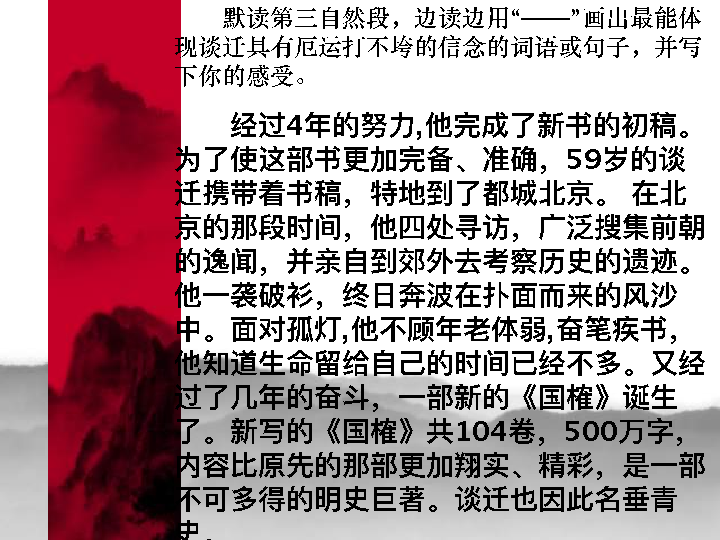 默读第三自然段，边读边用“——”画出最能体
现谈迁具有厄运打不垮的信念的词语或句子，并写
下你的感受。
经过4年的努力,他完成了新书的初稿。
为了使这部书更加完备、准确，59岁的谈
迁携带着书稿，特地到了都城北京。 在北
京的那段时间，他四处寻访，广泛搜集前朝
的逸闻，并亲自到郊外去考察历史的遗迹。
他一袭破衫，终日奔波在扑面而来的风沙
中。面对孤灯,他不顾年老体弱,奋笔疾书，
他知道生命留给自己的时间已经不多。又经
过了几年的奋斗，一部新的《国榷》诞生
了。新写的《国榷》共104卷，500万字，
内容比原先的那部更加翔实、精彩，是一部
不可多得的明史巨著。谈迁也因此名垂青
史.